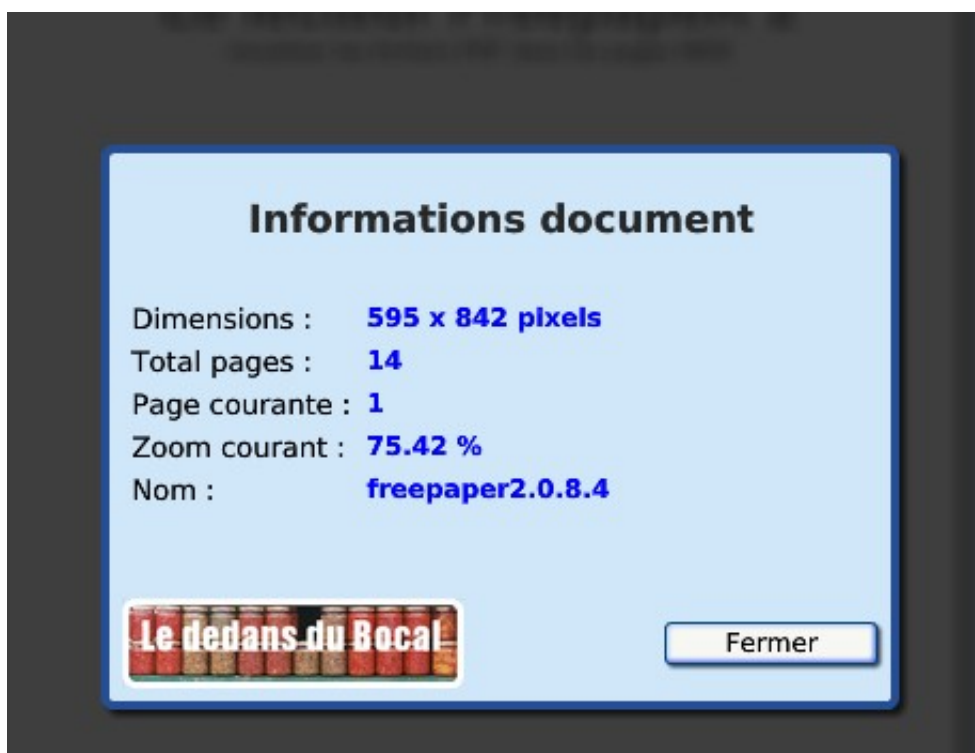 Informations document
Dimensions : 595 x 842 pixels
Total pages : 14
Page courante : 1
Zoom courant : 75.42 %
Nom : freepaper2.0.8.4
Le dedans du Bocal
Fermer